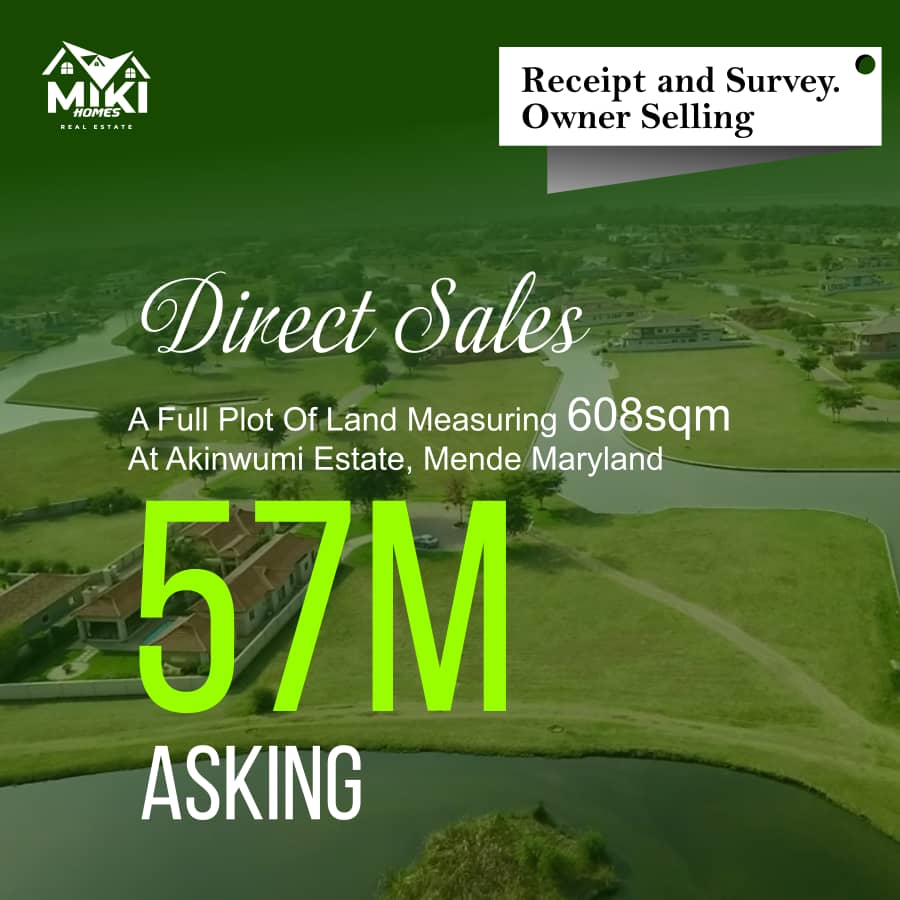 MIKI
HOMES
REAL ESTATE
Receipt and Survey.
Owner Selling
Direct Sales
A Full Plot Of Land Measuring 608sqm
At Akinwumi Estate, Mende Maryland
57M
ASKING